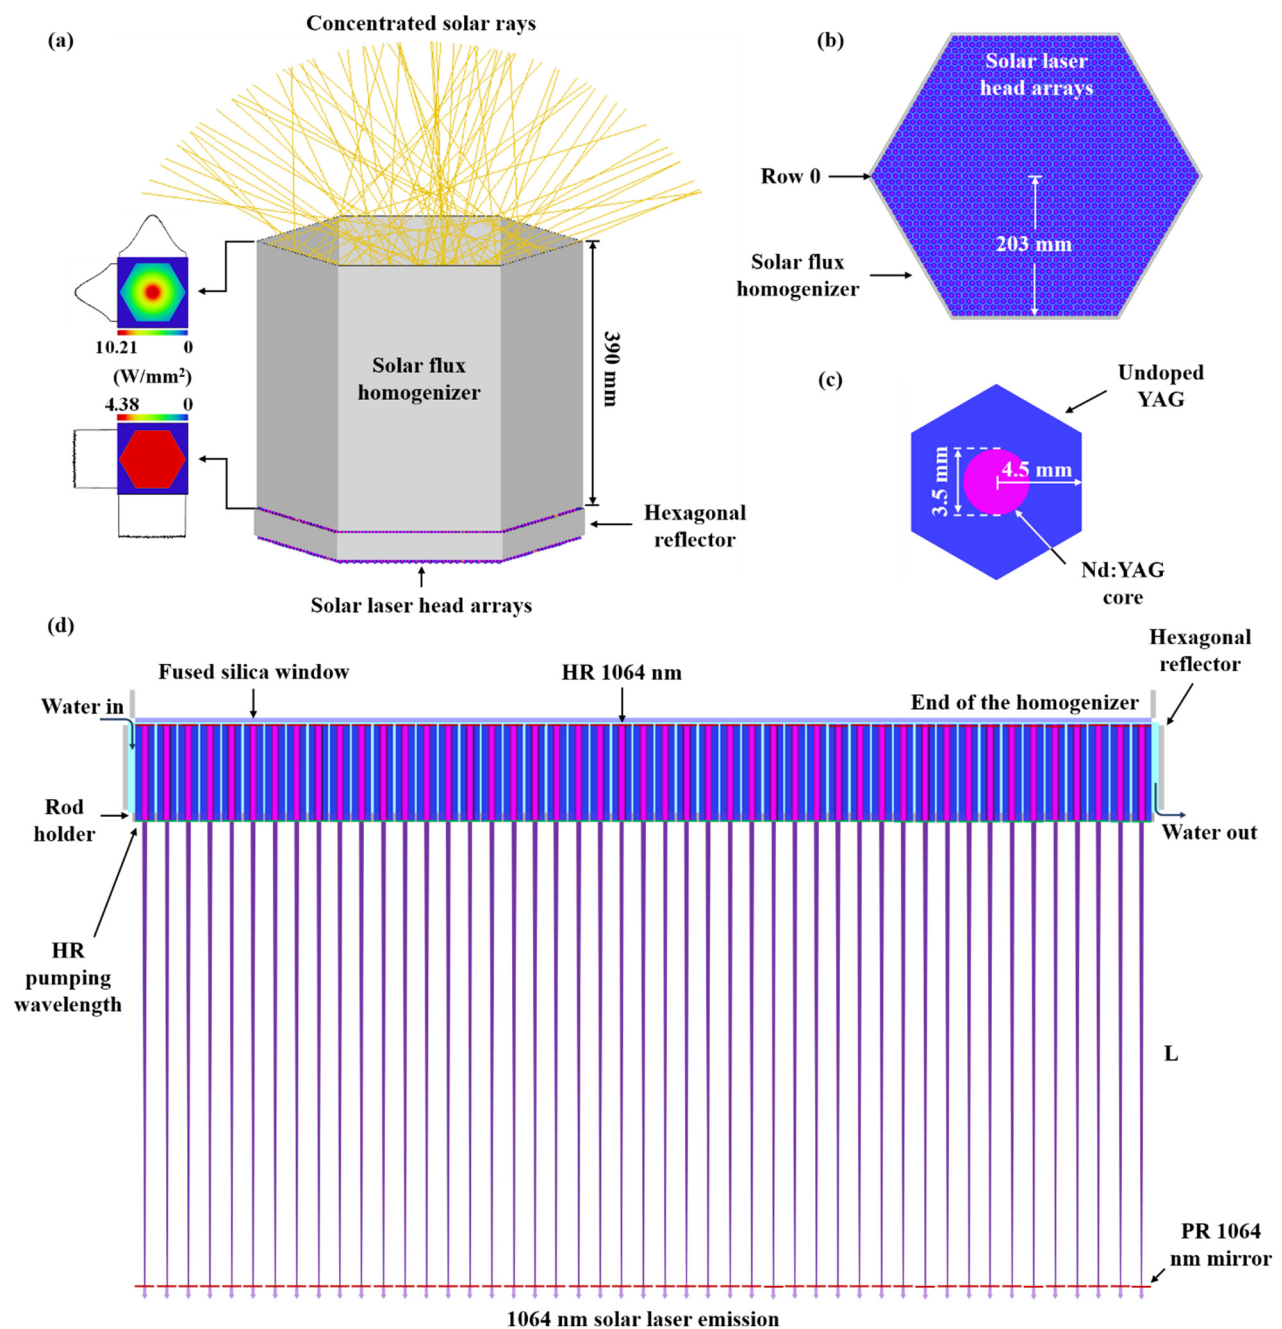 (a)
Concentrated solar rays
10.21 0
(W/mm²)
4.38 0
Solar flux
homogenizer
390 mm
Hexagonal
reflector
Solar laser head arrays
(b)
Solar laser
head arrays
Row 0
203 mm
Solar flux
homogenizer
(c)
Undoped
YAG
3.5 mm
4.5 mm
Nd:YAG
core
(d)
Hexagonal
reflector
Fused silica window
HR 1064 nm
Water in
End of the homogenizer
Rod
holder
Water out
HR
pumping
wavelength
L
PR 1064
nm mirror
1064 nm solar laser emission